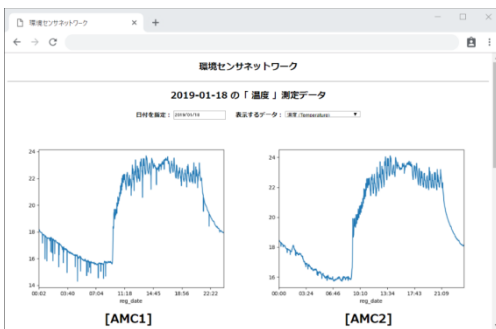 環境センサネットワーク
環境センサネットワーク
2019-01-18 の「 温度 」測定データ
日付を指定： 2019/01/18 表示するデータ： 温度 (Temperature)
24
22
20
18
16
14
00:02 03:40 07:04 11:18 14:45 18:56 22:22
reg_date
[AMC1]
24
22
20
18
16
00:00 03:24 06:46 10:10 13:34 17:43 21:09
reg_date
[AMC2]